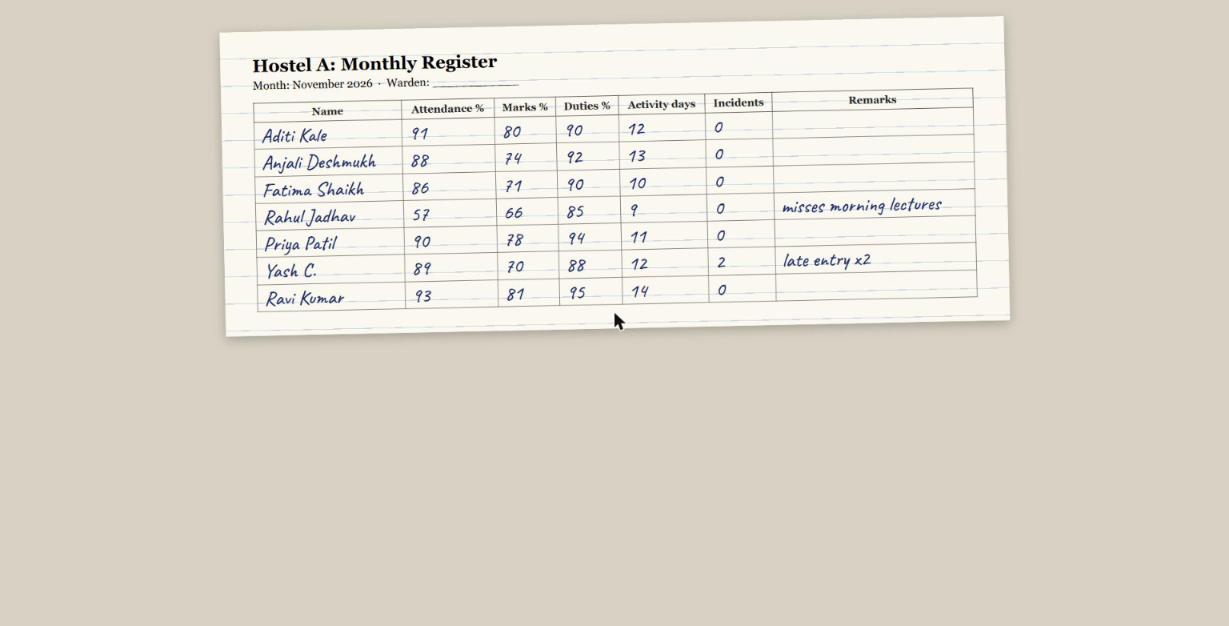 Hostel A: Monthly Register
Month: November 2026 · Warden: _______________
Name Attendance % Marks % Duties % Activity days Incidents Remarks
Aditi Kale 91 80 90 12 0
Anjali Deshmukh 88 74 92 13 0
Fatima Shaikh 86 71 90 10 0
Rahul Jadhav 57 66 85 9 0 misses morning lectures
Priya Patil 90 78 94 11 0
Yash C. 89 70 88 12 2 late entry x2
Ravi Kumar 93 81 95 14 0